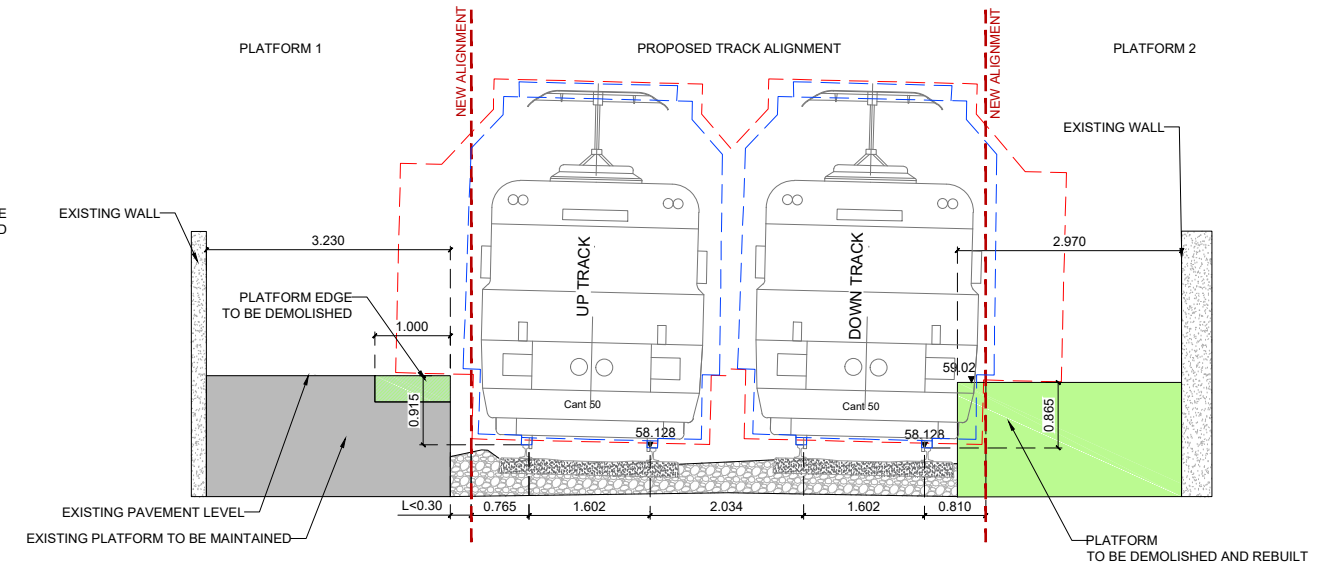 PLATFORM 1
NEW ALIGNMENT
PROPOSED TRACK ALIGNMENT
NEW ALIGNMENT
PLATFORM 2
EXISTING WALL
E
D
EXISTING WALL
3.230
2.970
UP TRACK
DOWN TRACK
PLATFORM EDGE
TO BE DEMOLISHED
1.000
59.02
0.915
Cant 50
Cant 50
0.865
58.128
58.128
L<0.30
0.765
1.602
2.034
1.602
0.810
EXISTING PAVEMENT LEVEL
EXISTING PLATFORM TO BE MAINTAINED
PLATFORM
TO BE DEMOLISHED AND REBUILT